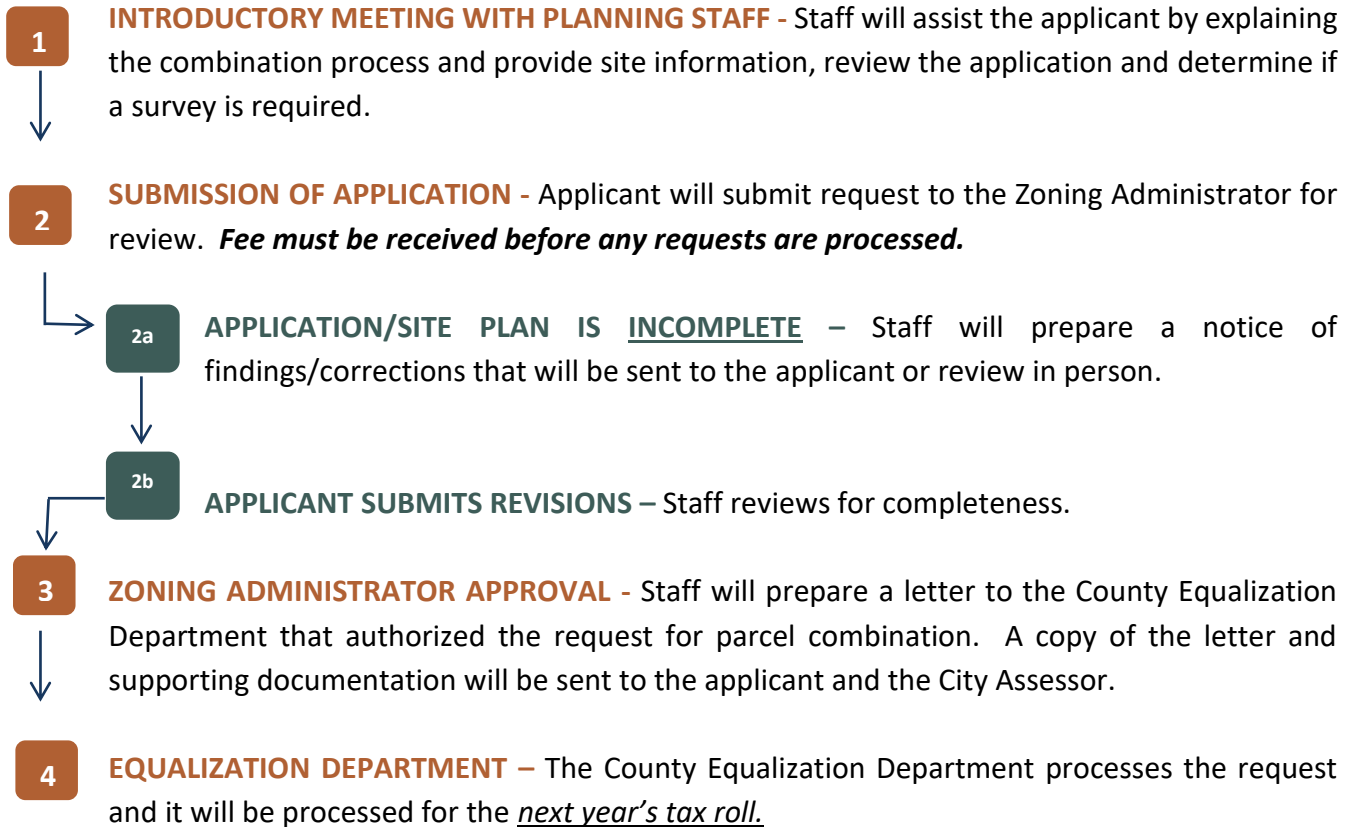 1
INTRODUCTORY MEETING WITH PLANNING STAFF - Staff will assist the applicant by explaining
the combination process and provide site information, review the application and determine if
a survey is required.
2
SUBMISSION OF APPLICATION - Applicant will submit request to the Zoning Administrator for
review. Fee must be received before any requests are processed.
2a
APPLICATION/SITE PLAN IS INCOMPLETE – Staff will prepare a notice of
findings/corrections that will be sent to the applicant or review in person.
2b
APPLICANT SUBMITS REVISIONS – Staff reviews for completeness.
3
ZONING ADMINISTRATOR APPROVAL - Staff will prepare a letter to the County Equalization
Department that authorized the request for parcel combination. A copy of the letter and
supporting documentation will be sent to the applicant and the City Assessor.
4
EQUALIZATION DEPARTMENT – The County Equalization Department processes the request
and it will be processed for the next year's tax roll.